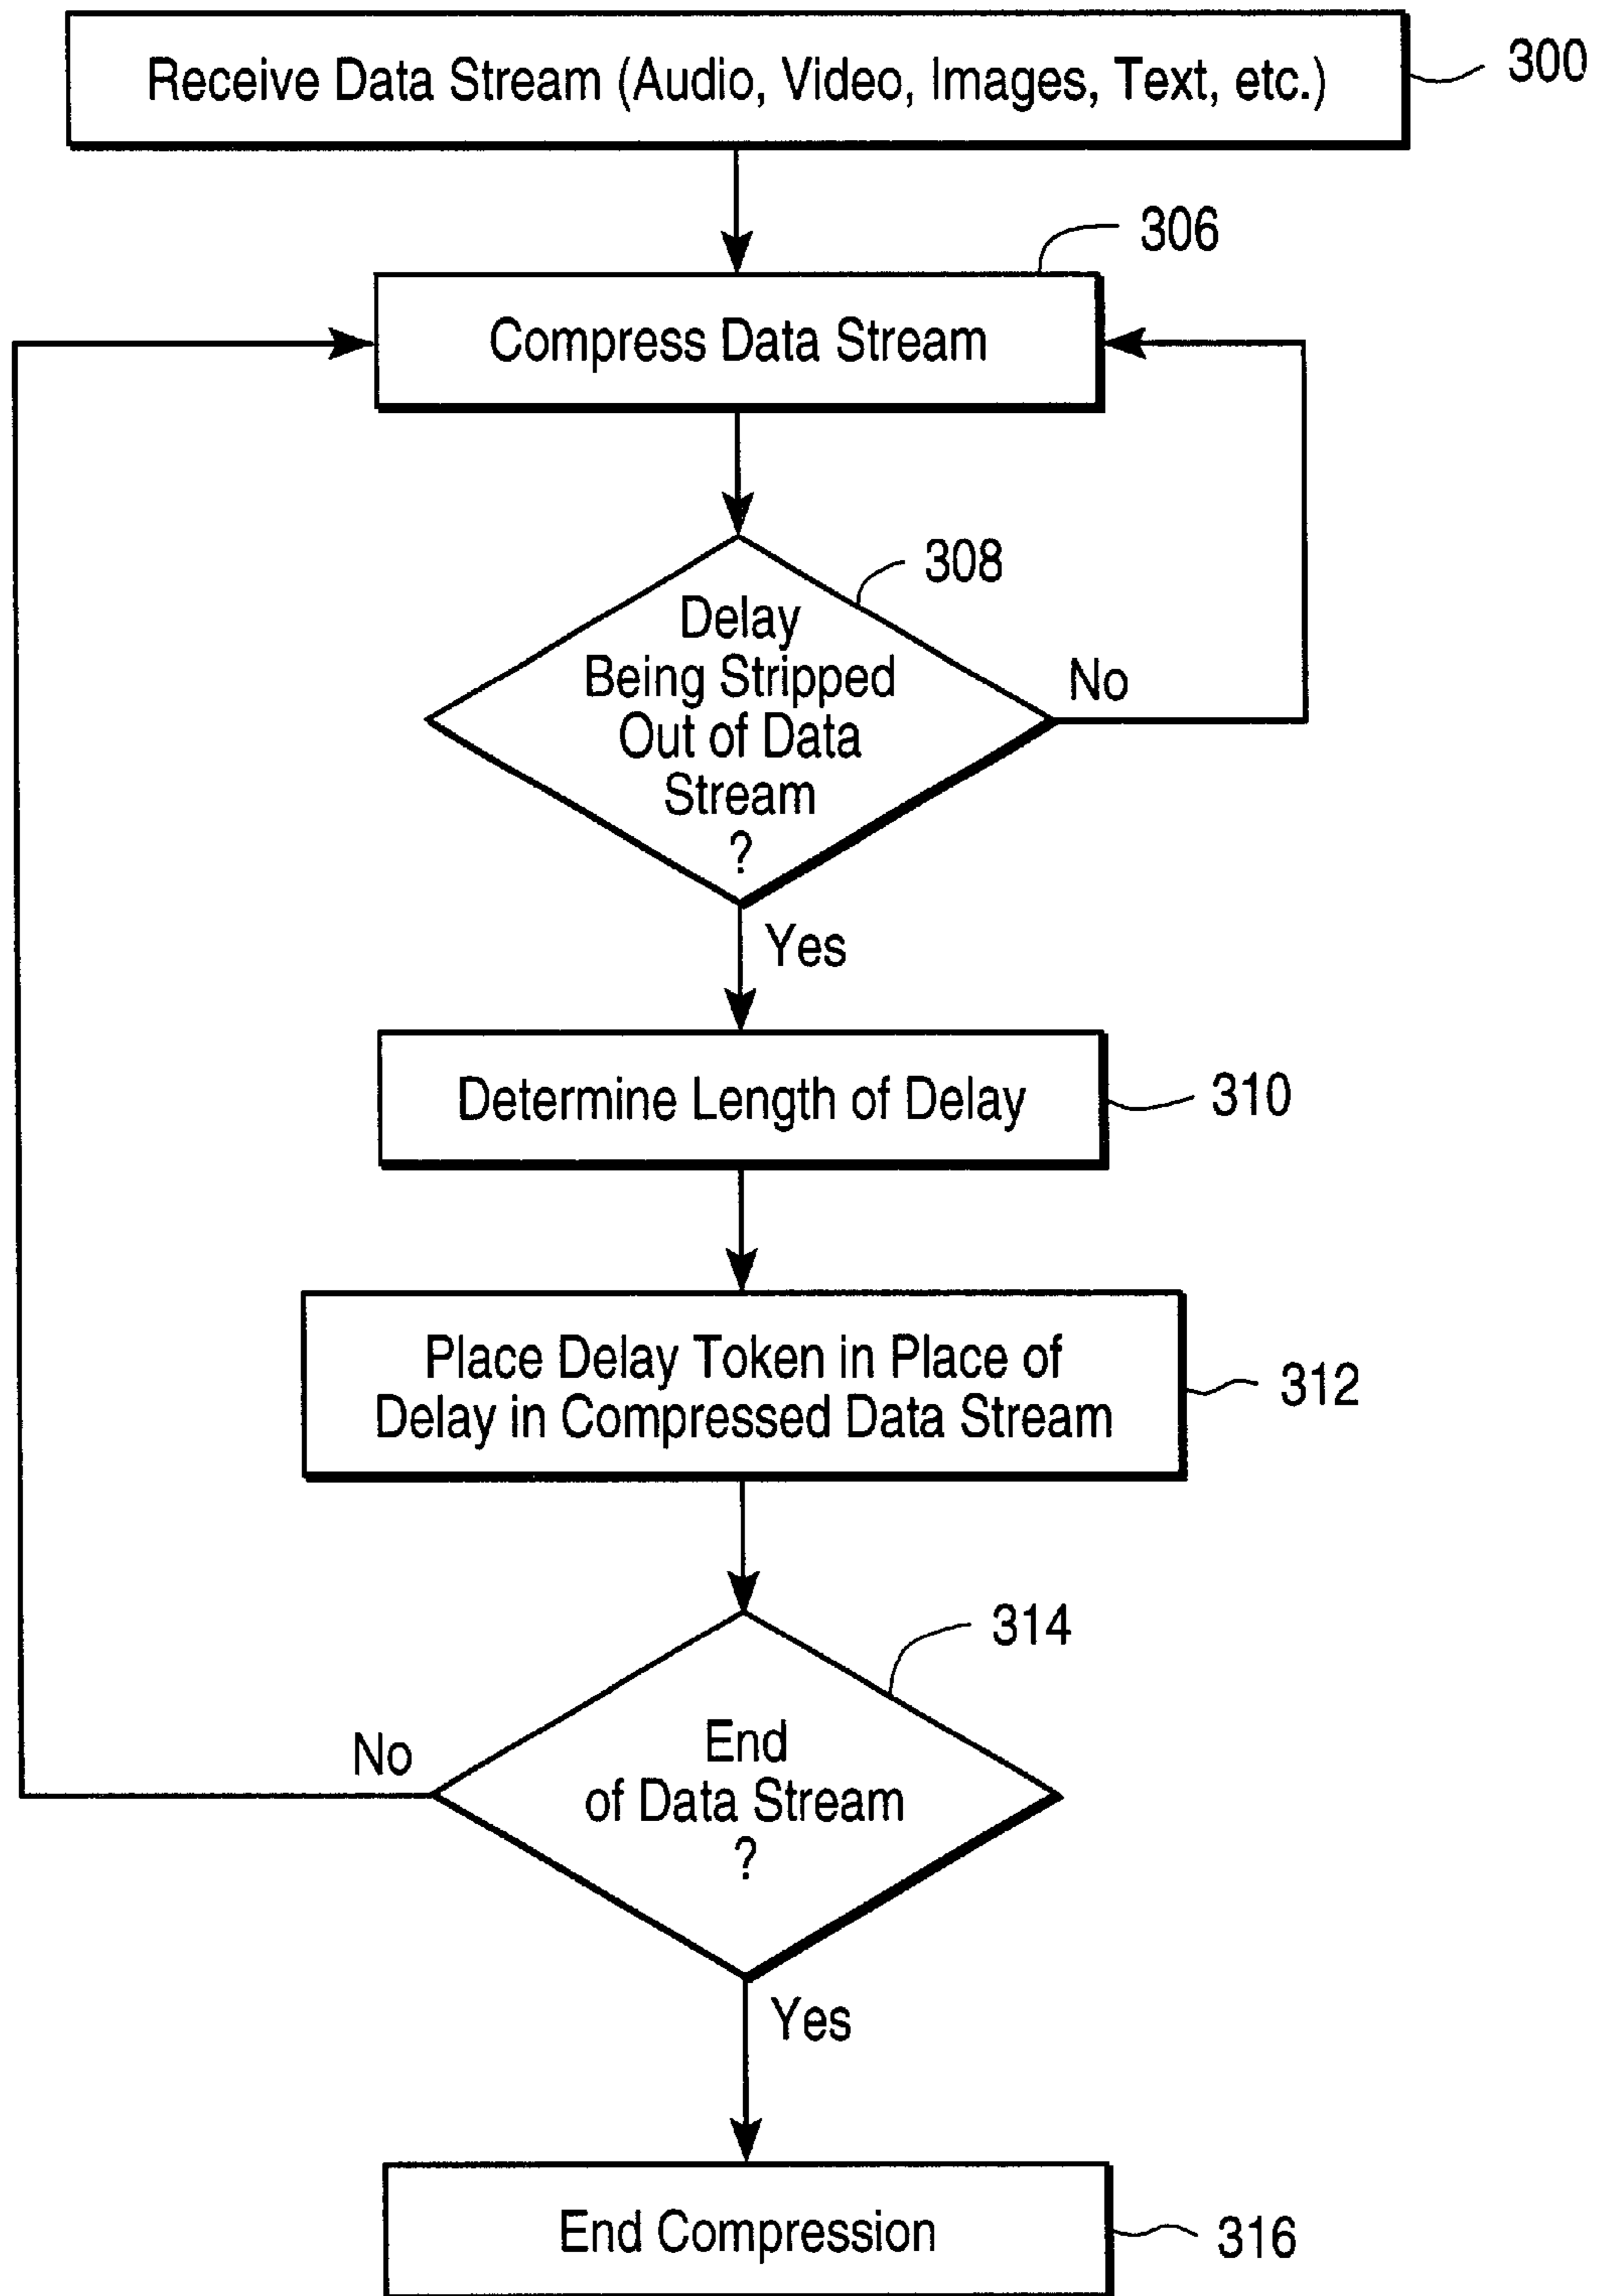 Receive Data Stream (Audio, Video, Images, Text, etc.)
300
306
Compress Data Stream
308
Delay
Being Stripped
Out of Data
Stream
?
No
Yes
Determine Length of Delay
310
Place Delay Token in Place of
Delay in Compressed Data Stream
312
314
End
of Data Stream
?
No
Yes
End Compression
316